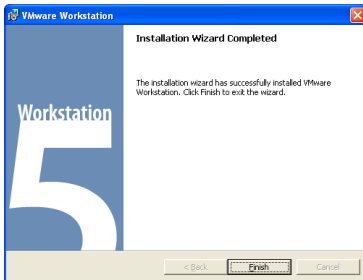 VMware Workstation
Installation Wizard Completed
The installation wizard has successfully installed VMware
Workstation. Click Finish to exit the wizard.
Workstation
5
< Back
Finish
Cancel